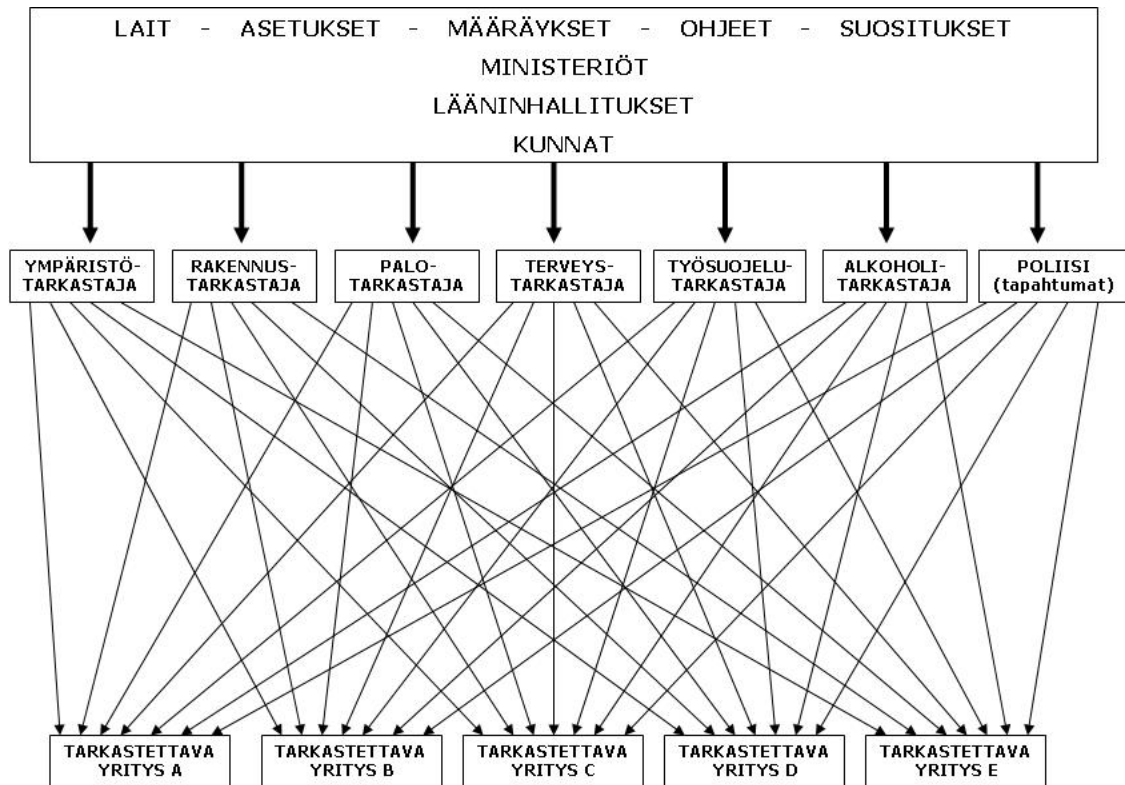 LAIT - ASETUKSET - MÄÄRÄYKSET - OHJEET - SUOSITUKSET
MINISTERIÖT
LÄÄNINHALLITUKSET
KUNNAT
YMPÄRISTÖ-
TARKASTAJA
RAKENNUS-
TARKASTAJA
PALO-
TARKASTAJA
TERVEYS-
TARKASTAJA
TYÖSUOJELU-
TARKASTAJA
ALKOHOLI-
TARKASTAJA
POLIISI
(tapahtumat)
TARKASTETTAVA
YRITYS A
TARKASTETTAVA
YRITYS B
TARKASTETTAVA
YRITYS C
TARKASTETTAVA
YRITYS D
TARKASTETTAVA
YRITYS E